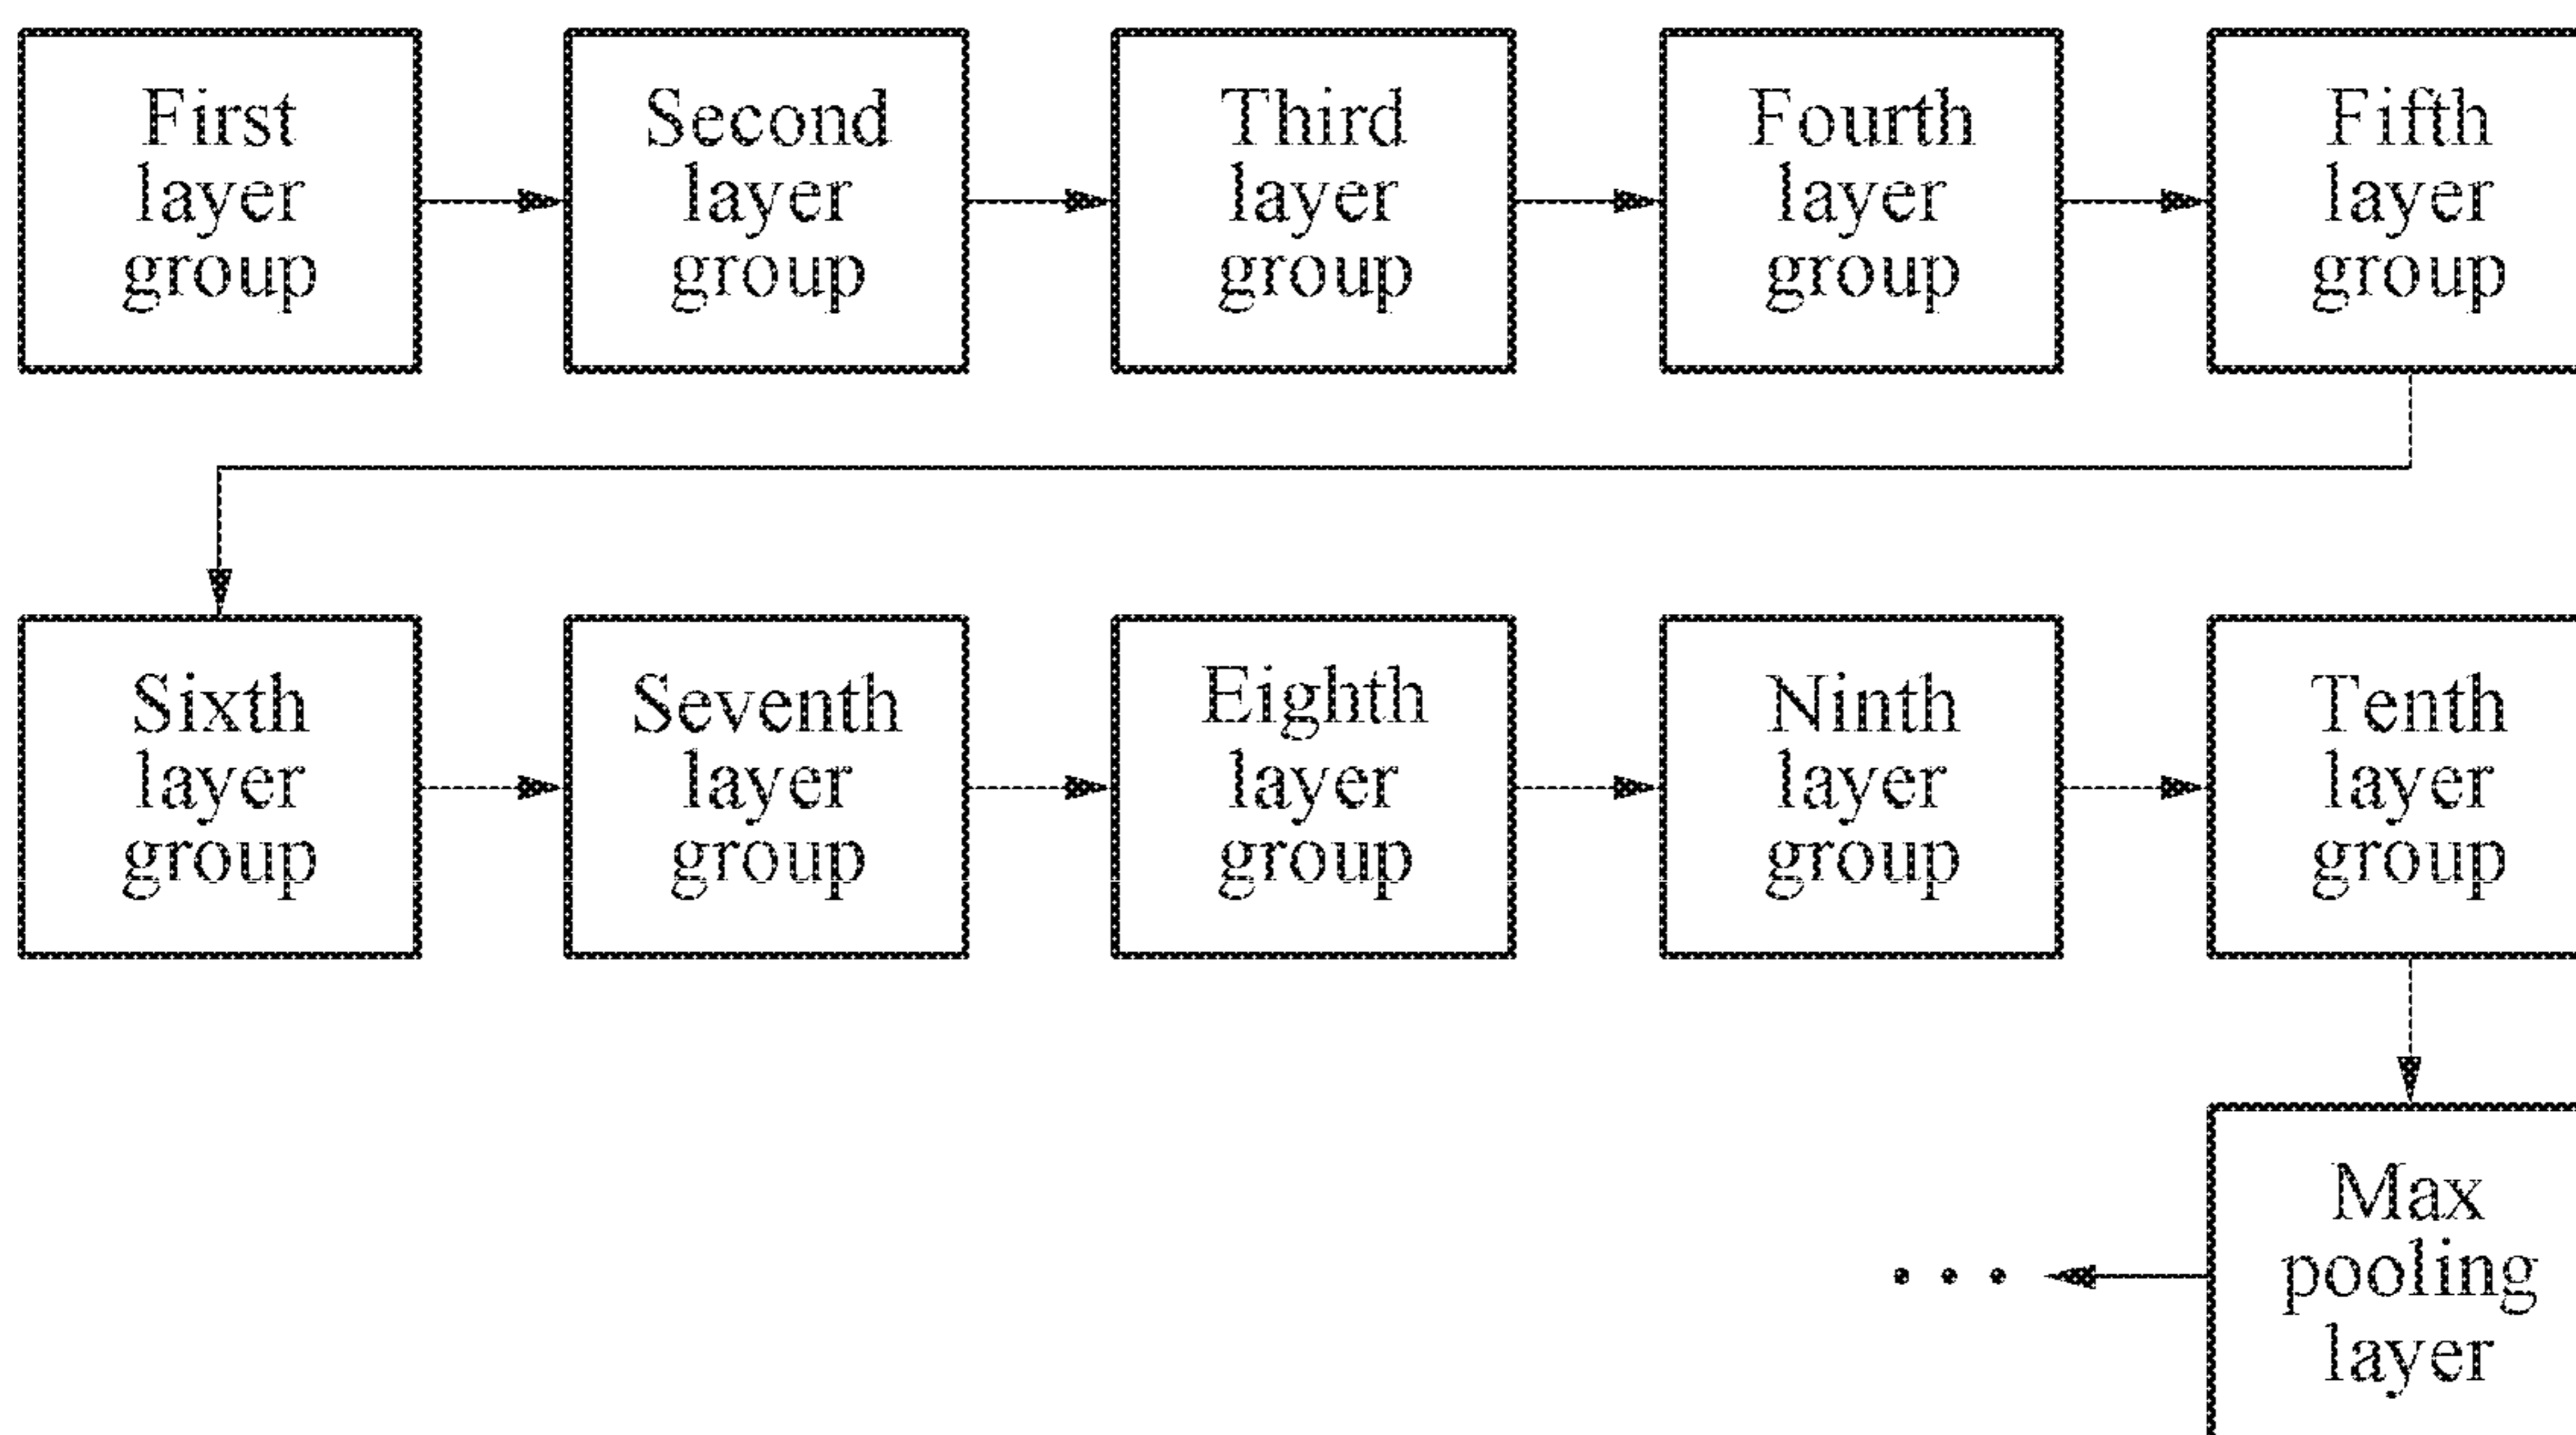 First
layer
group
Second
layer
group
Third
layer
group
Fourth
layer
group
Fifth
layer
group
Sixth
layer
group
Seventh
layer
group
Eighth
layer
group
Ninth
layer
group
Tenth
layer
group
Max
pooling
layer
• • •